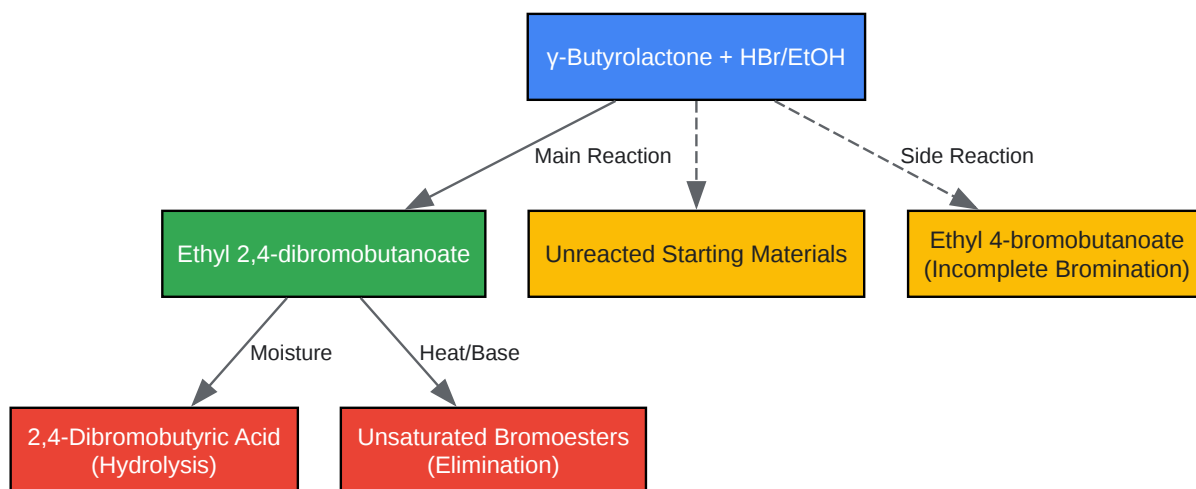 γ-Butyrolactone + HBr/EtOH
Main Reaction
Side Reaction
Ethyl 2,4-dibromobutanoate
Unreacted Starting Materials
Ethyl 4-bromobutanoate
(Incomplete Bromination)
Moisture
Heat/Base
2,4-Dibromobutyric Acid
(Hydrolysis)
Unsaturated Bromoesters
(Elimination)